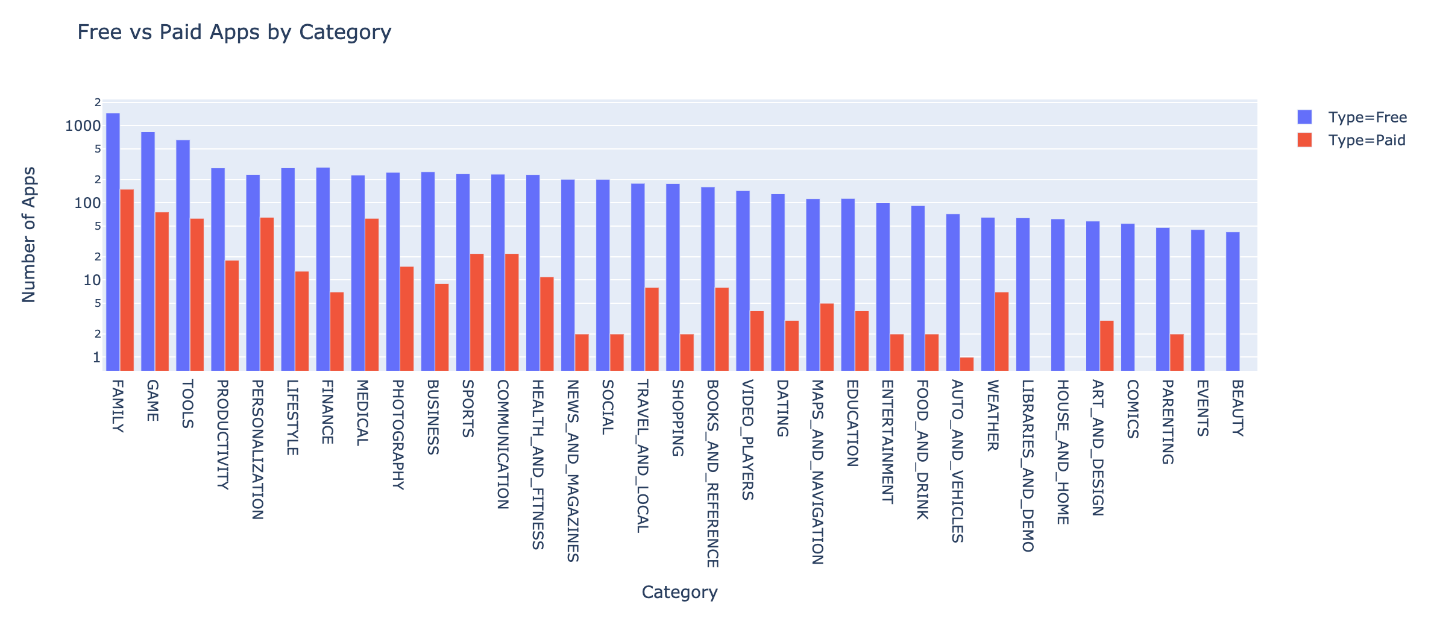 Free vs Paid Apps by Category
Type=Free
Type=Paid
Number of Apps
2
1000
5
2
100
5
2
10
5
2
1
FAMILY
GAME
TOOLS
PRODUCTIVITY
PERSONALIZATION
LIFESTYLE
FINANCE
MEDICAL
PHOTOGRAPHY
BUSINESS
SPORTS
COMMUNICATION
HEALTH_AND_FITNESS
NEWS_AND_MAGAZINES
SOCIAL
TRAVEL_AND_LOCAL
SHOPPING
BOOKS_AND_REFERENCE
VIDEO_PLAYERS
DATING
MAPS_AND_NAVIGATION
EDUCATION
ENTERTAINMENT
FOOD_AND_DRINK
AUTO_AND_VEHICLES
WEATHER
LIBRARIES_AND_DEMO
HOUSE_AND_HOME
ART_AND_DESIGN
COMICS
PARENTING
EVENTS
BEAUTY
Category